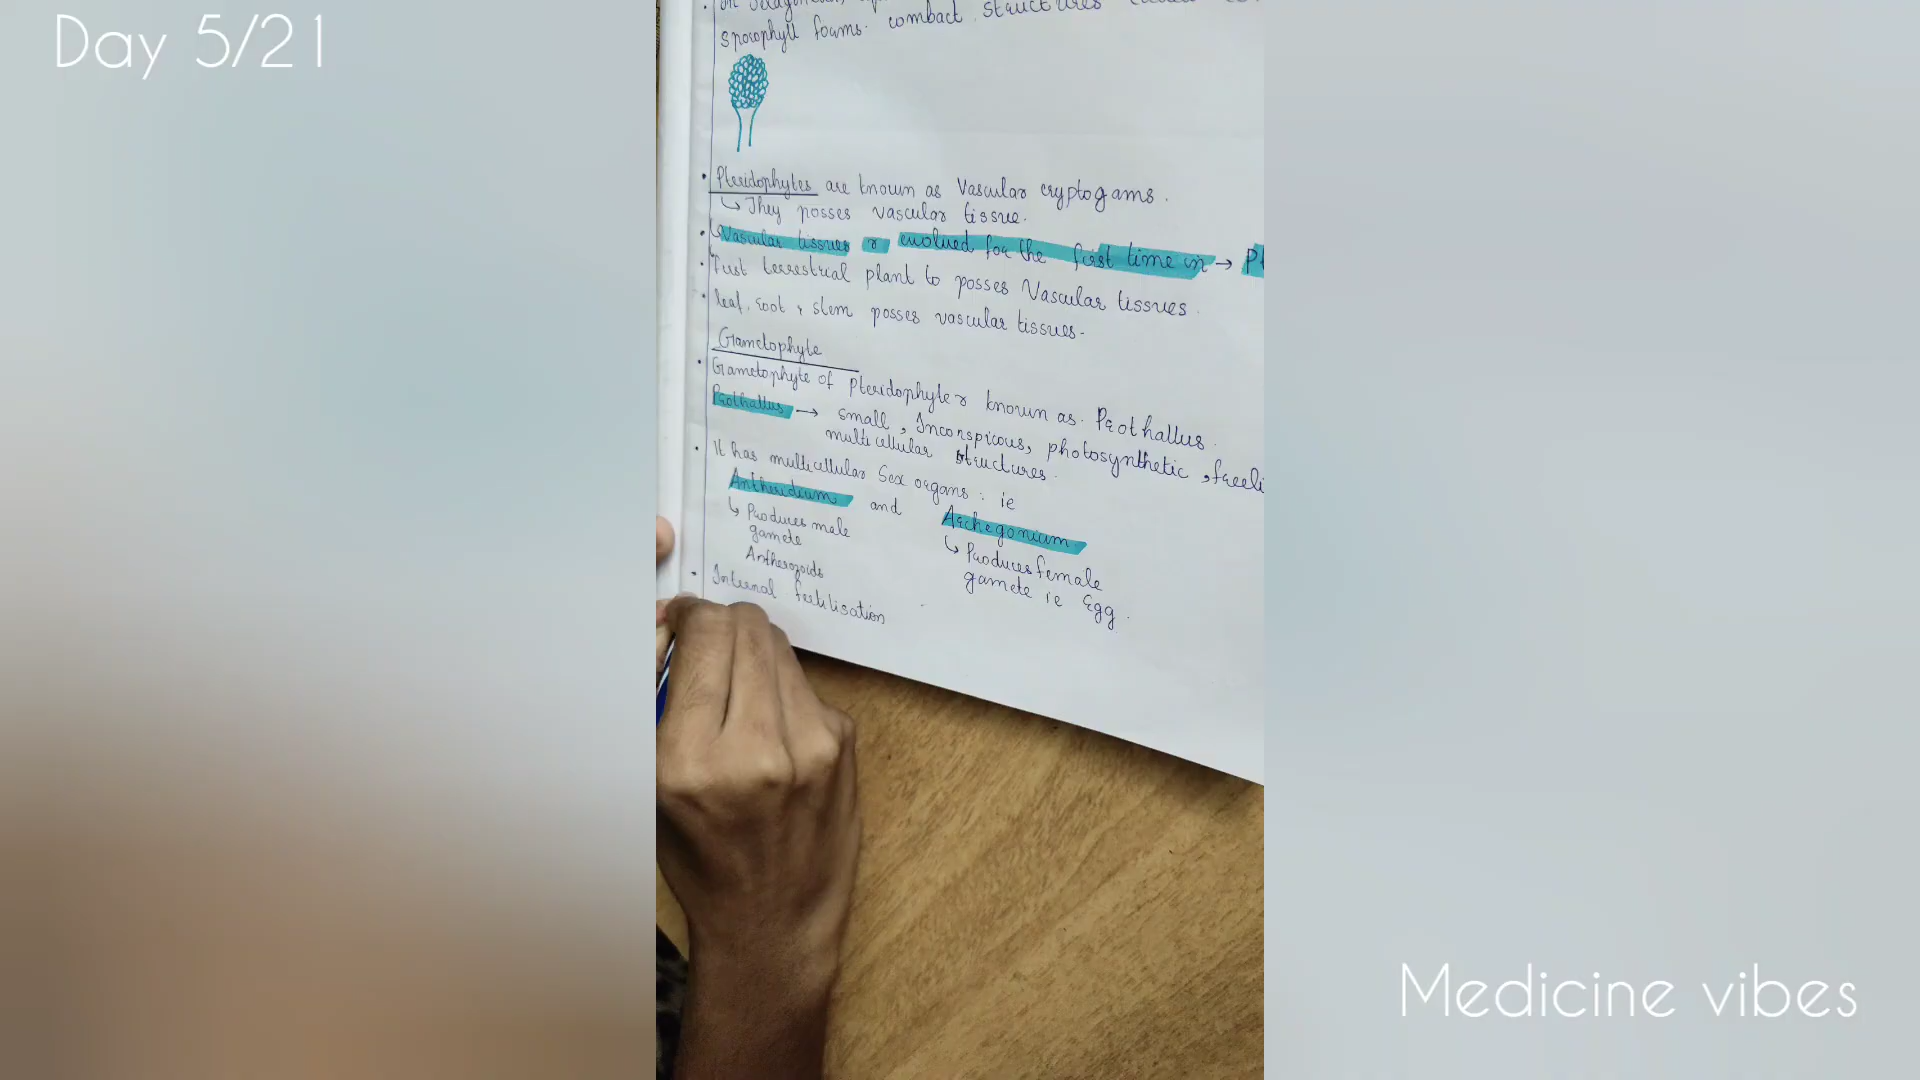 Day 5/21
structures
sporophyll forms. combact
Pteridophytes are known as Vascular cryptogams.
↳ They posses vascular tissue.
↳ Vascular tissues r evolved for the first time in → Pt
First terrestrial plant to posses Vascular tissues.
leaf, root & stem posses vascular tissues.
Gametophyte
Gametophyte of Pteridophyte r known as. Prothallus.
Prothallus → small, Inconspicous, photosynthetic, freeli
multicellular structures.
It has multicellular Sex organs: ie
Antheridium and Archegonium
↳ Produces male
gamete
Antherozoids
↳ Produces female
gamete ie Egg.
Internal fertilisation
Medicine vibes